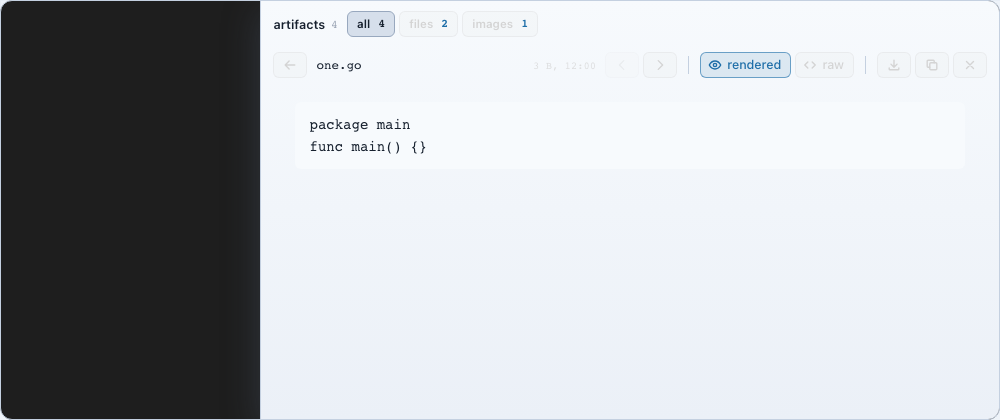 artifacts 4 all 4 files 2 images 1
one.go 3 B, 12:00 rendered raw
package main
func main() {}